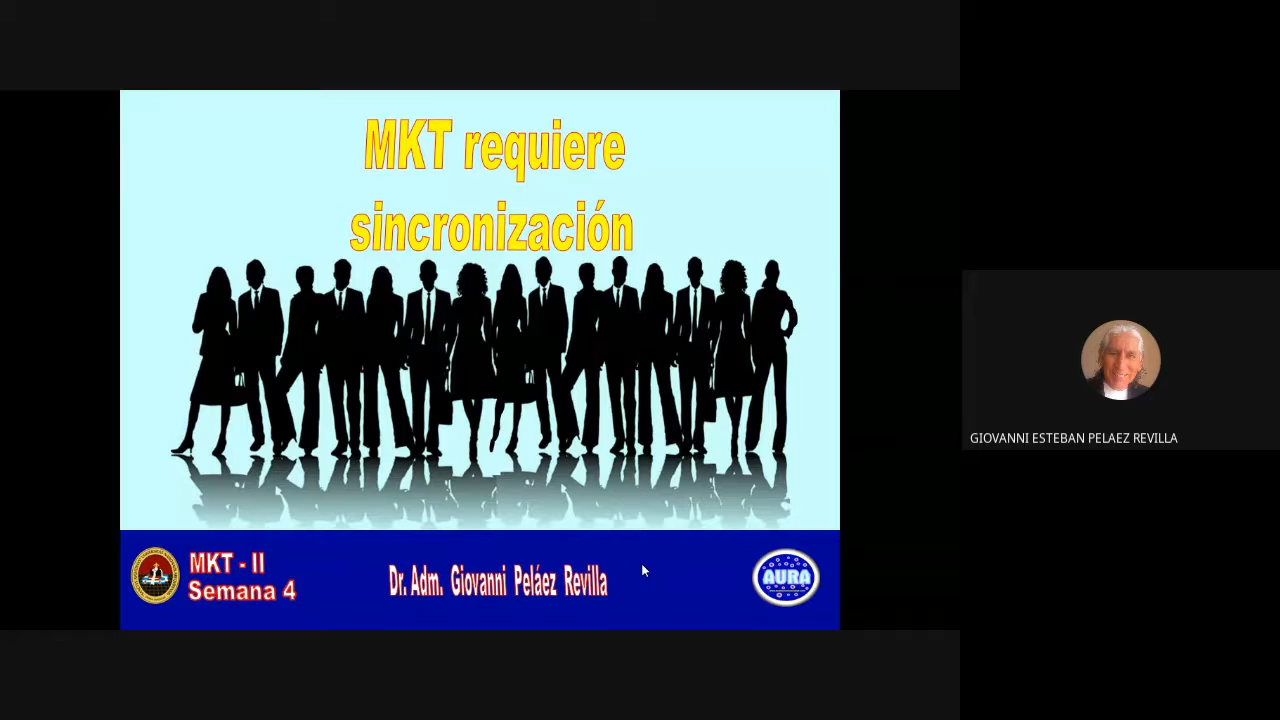 MKT requiere
sincronización
MKT - II
Semana 4
Dr. Adm. Giovanni Peláez Revilla
AURA
GIOVANNI ESTEBAN PELAEZ REVILLA